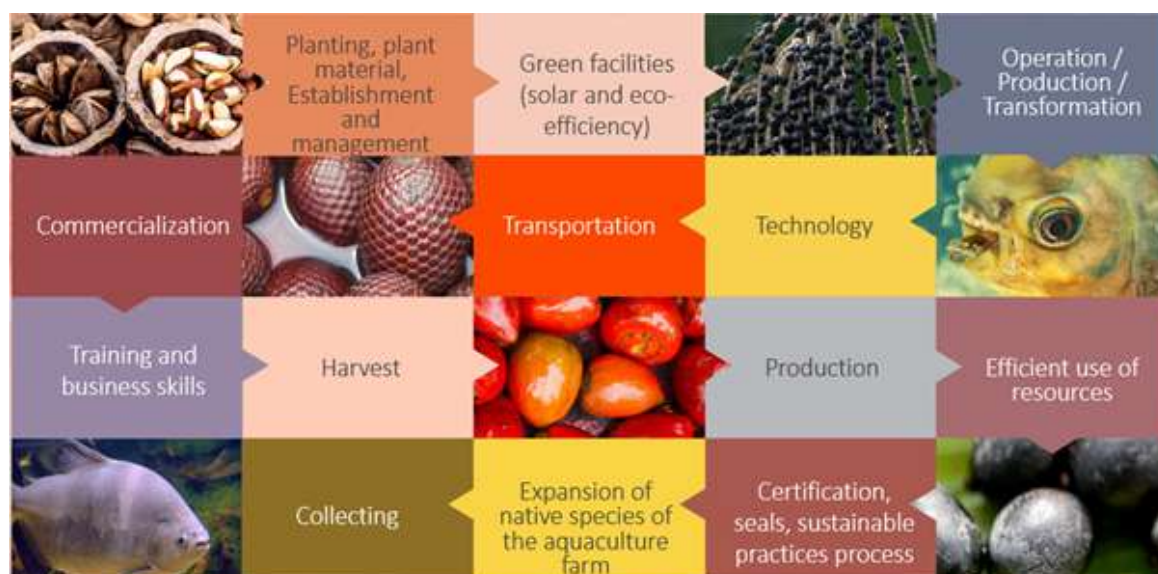 Planting, plant
material,
Establishment
and
management
Green facilities
(solar and eco-
efficiency)
Operation /
Production /
Transformation
Commercialization
Transportation
Technology
Training and
business skills
Harvest
Production
Efficient use of
resources
Collecting
Expansion of
native species of
the aquaculture
farm
Certification,
seals, sustainable
practices process